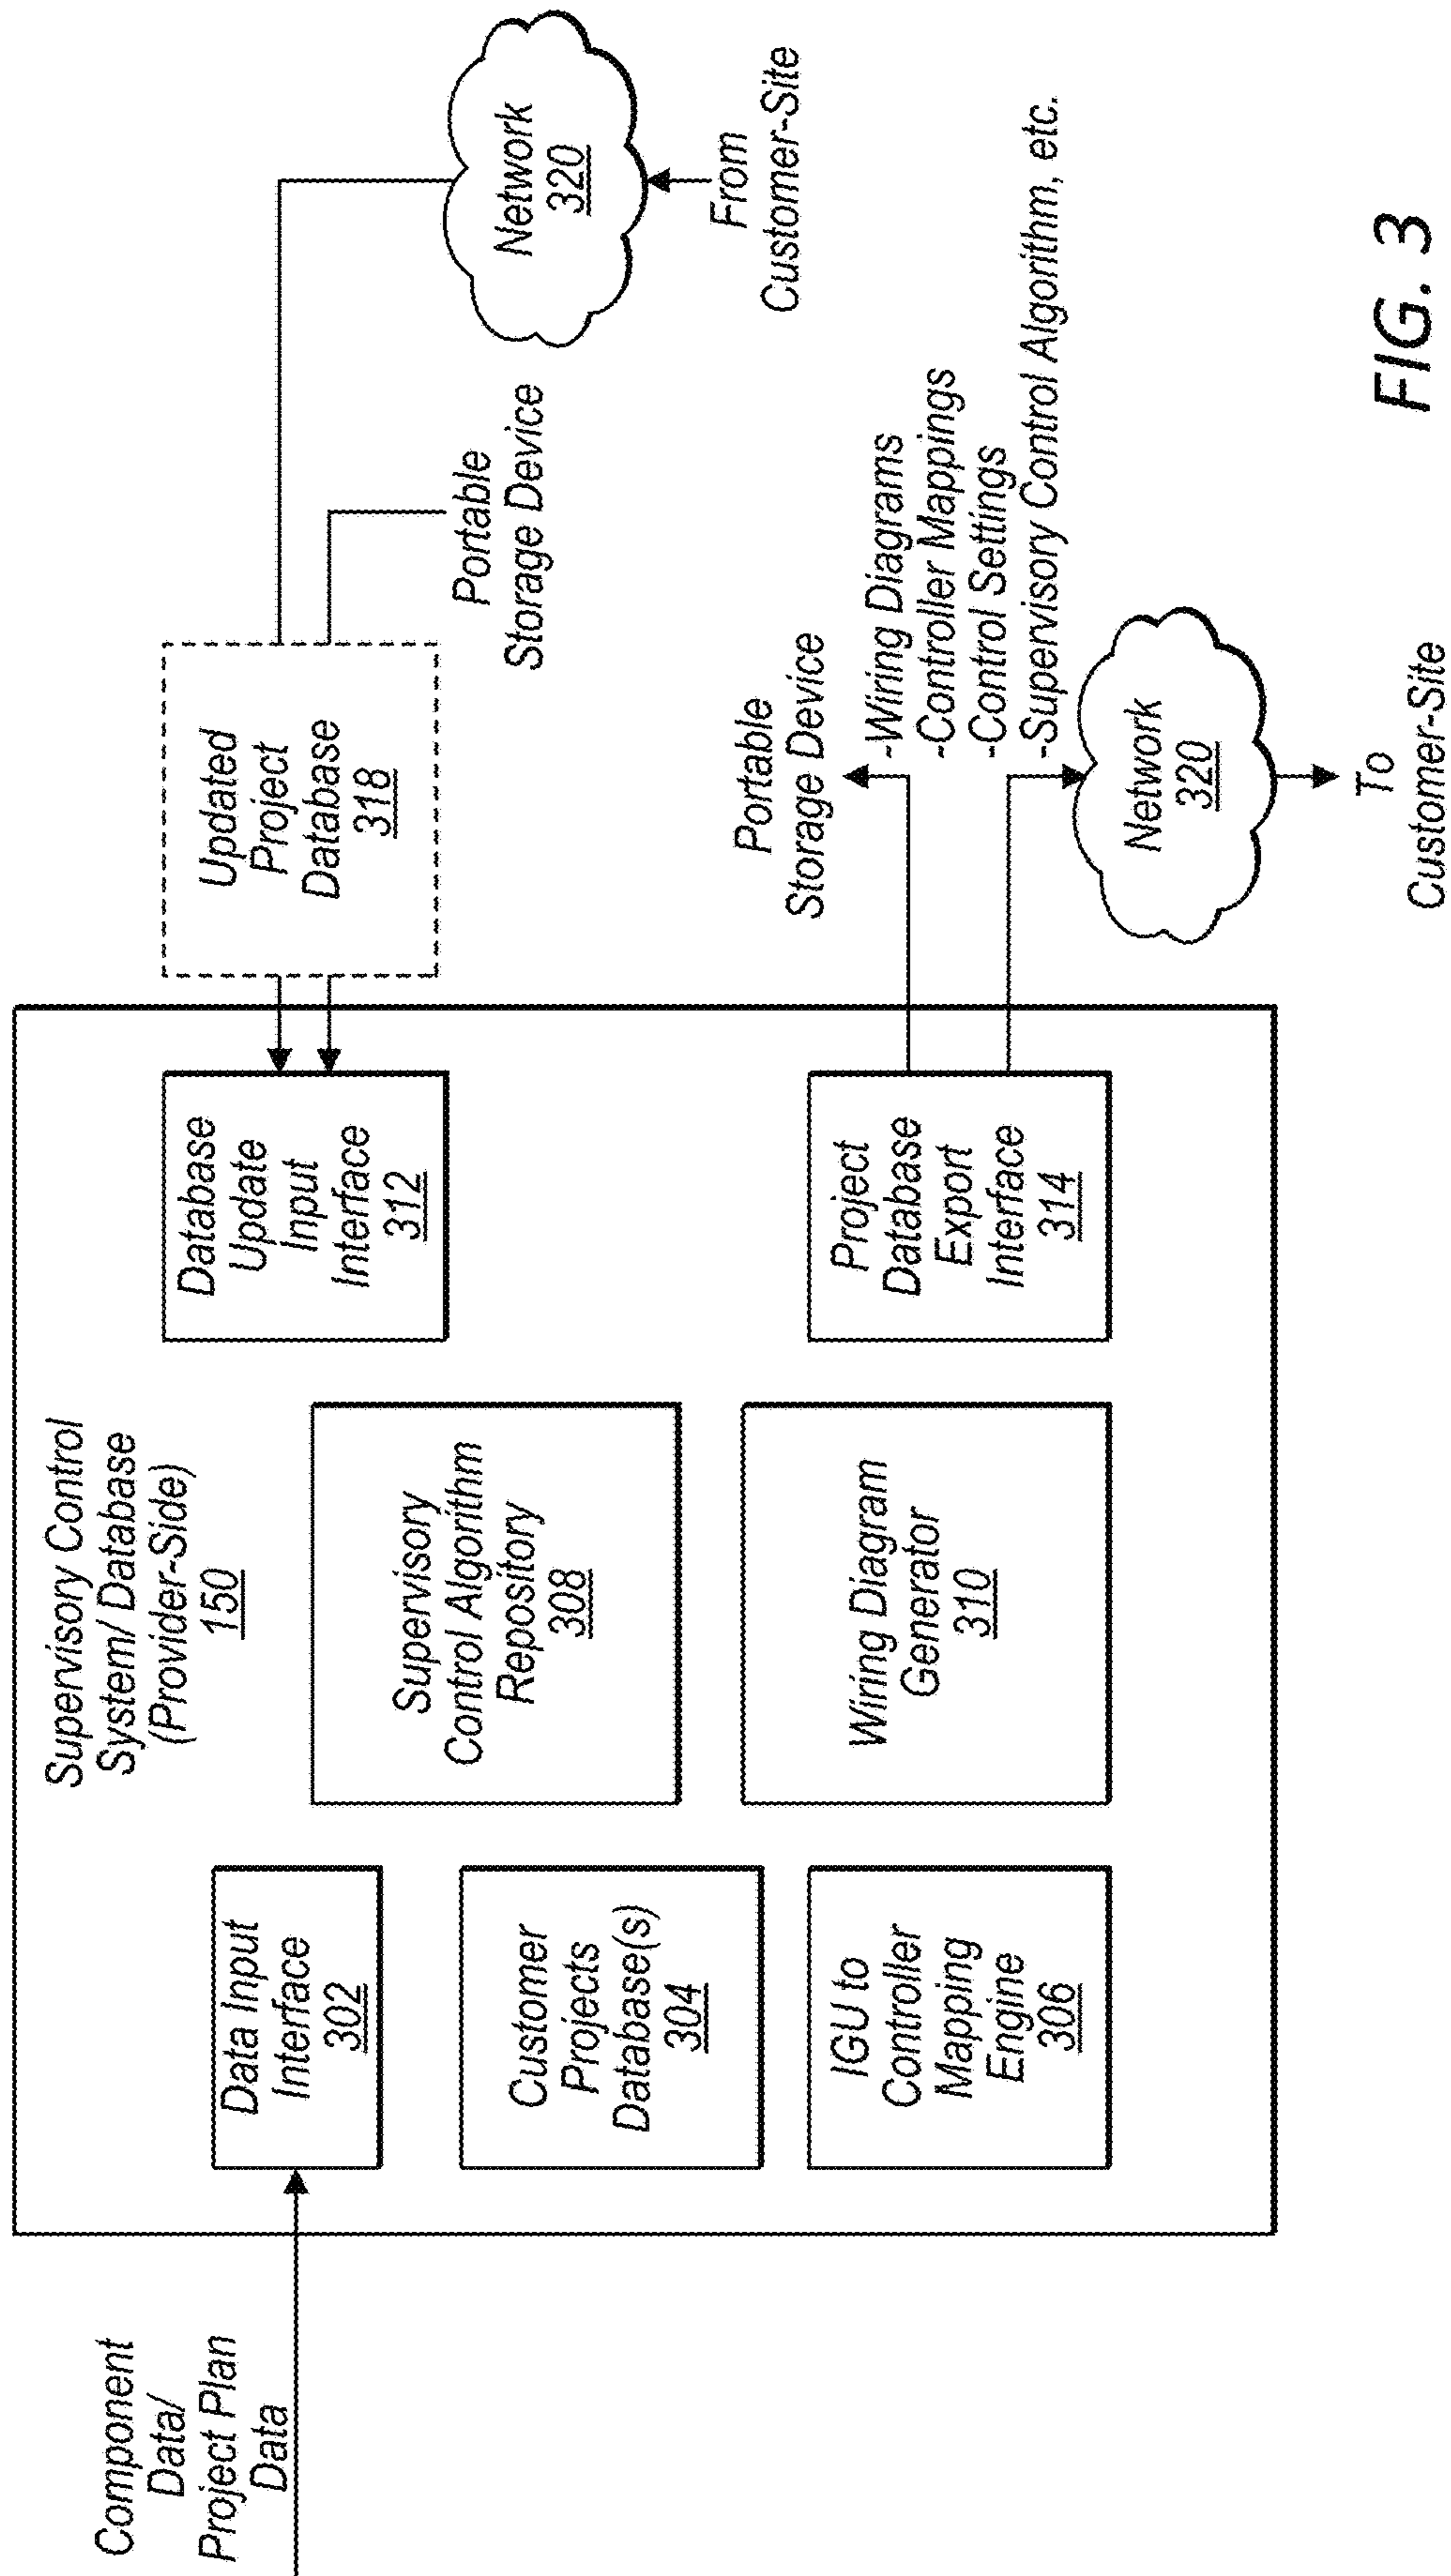 Component
Data/
Project Plan
Data
Supervisory Control
System/ Database
(Provider-Side)
150
Data Input
Interface
302
Customer
Projects
Database(s)
304
IGU to
Controller
Mapping
Engine
306
Supervisory
Control Algorithm
Repository
308
Wiring Diagram
Generator
310
Database
Update
Input
Interface
312
Project
Database
Export
Interface
314
Updated
Project
Database
318
Portable
Storage Device
Network
320
From
Customer-Site
Portable
Storage Device
-Wiring Diagrams
-Controller Mappings
-Control Settings
-Supervisory Control Algorithm, etc.
Network
320
To
Customer-Site
FIG. 3